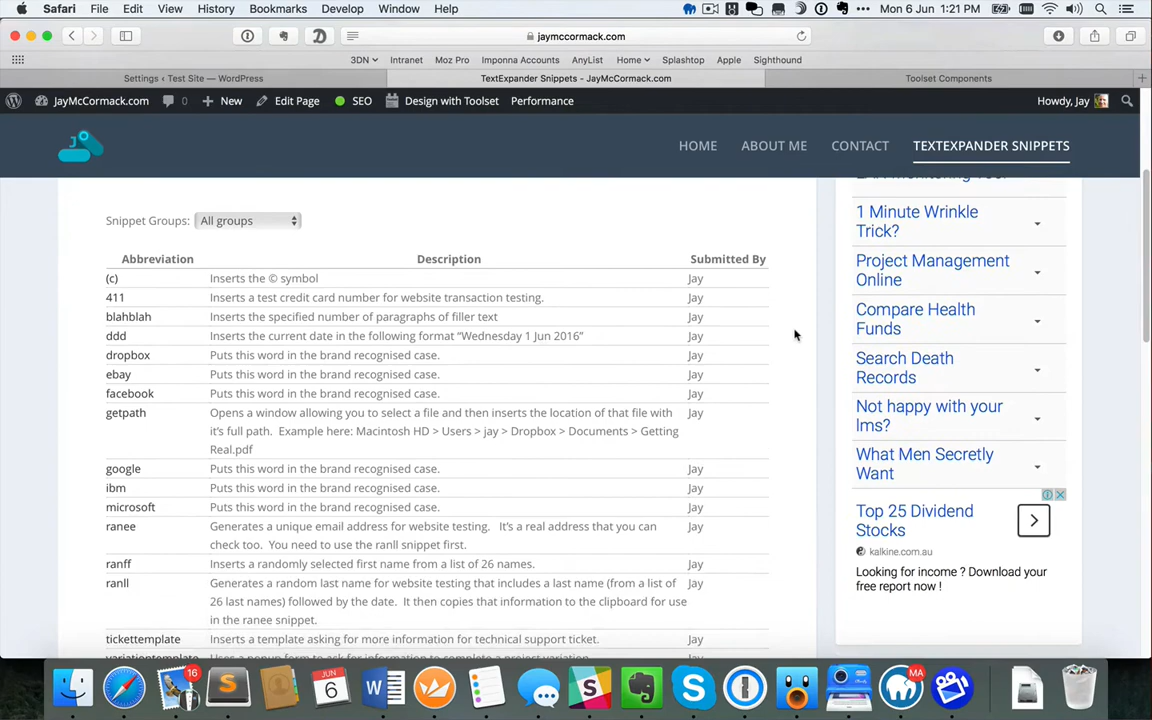 Safari File Edit View History Bookmarks Develop Window Help Mon 6 Jun 1:21 PM
jaymccormack.com
3DN Intranet Moz Pro Imponna Accounts AnyList Home Splashtop Apple Sighthound
Settings ‹ Test Site — WordPress TextExpander Snippets - JayMcCormack.com Toolset Components
JayMcCormack.com 0 New Edit Page SEO Design with Toolset Performance Howdy, Jay
J HOME ABOUT ME CONTACT TEXTEXPANDER SNIPPETS
Snippet Groups: All groups
Abbreviation Description Submitted By
(c) Inserts the © symbol Jay
411 Inserts a test credit card number for website transaction testing. Jay
blahblah Inserts the specified number of paragraphs of filler text Jay
ddd Inserts the current date in the following format “Wednesday 1 Jun 2016” Jay
dropbox Puts this word in the brand recognised case. Jay
ebay Puts this word in the brand recognised case. Jay
facebook Puts this word in the brand recognised case. Jay
getpath Opens a window allowing you to select a file and then inserts the location of that file with Jay
it’s full path. Example here: Macintosh HD > Users > jay > Dropbox > Documents > Getting
Real.pdf
google Puts this word in the brand recognised case. Jay
ibm Puts this word in the brand recognised case. Jay
microsoft Puts this word in the brand recognised case. Jay
ranee Generates a unique email address for website testing. It’s a real address that you can Jay
check too. You need to use the ranll snippet first.
ranff Inserts a randomly selected first name from a list of 26 names. Jay
ranll Generates a random last name for website testing that includes a last name (from a list of Jay
26 last names) followed by the date. It then copies that information to the clipboard for use
in the ranee snippet.
tickettemplate Inserts a template asking for more information for technical support ticket. Jay
variationtemplate Uses a popup form to ask for information to complete a project variation. Jay
1 Minute Wrinkle
Trick?
Project Management
Online
Compare Health
Funds
Search Death
Records
Not happy with your
lms?
What Men Secretly
Want
Top 25 Dividend
Stocks
kalkine.com.au
Looking for income ? Download your
free report now !
16
JUN
6
W
S
MA